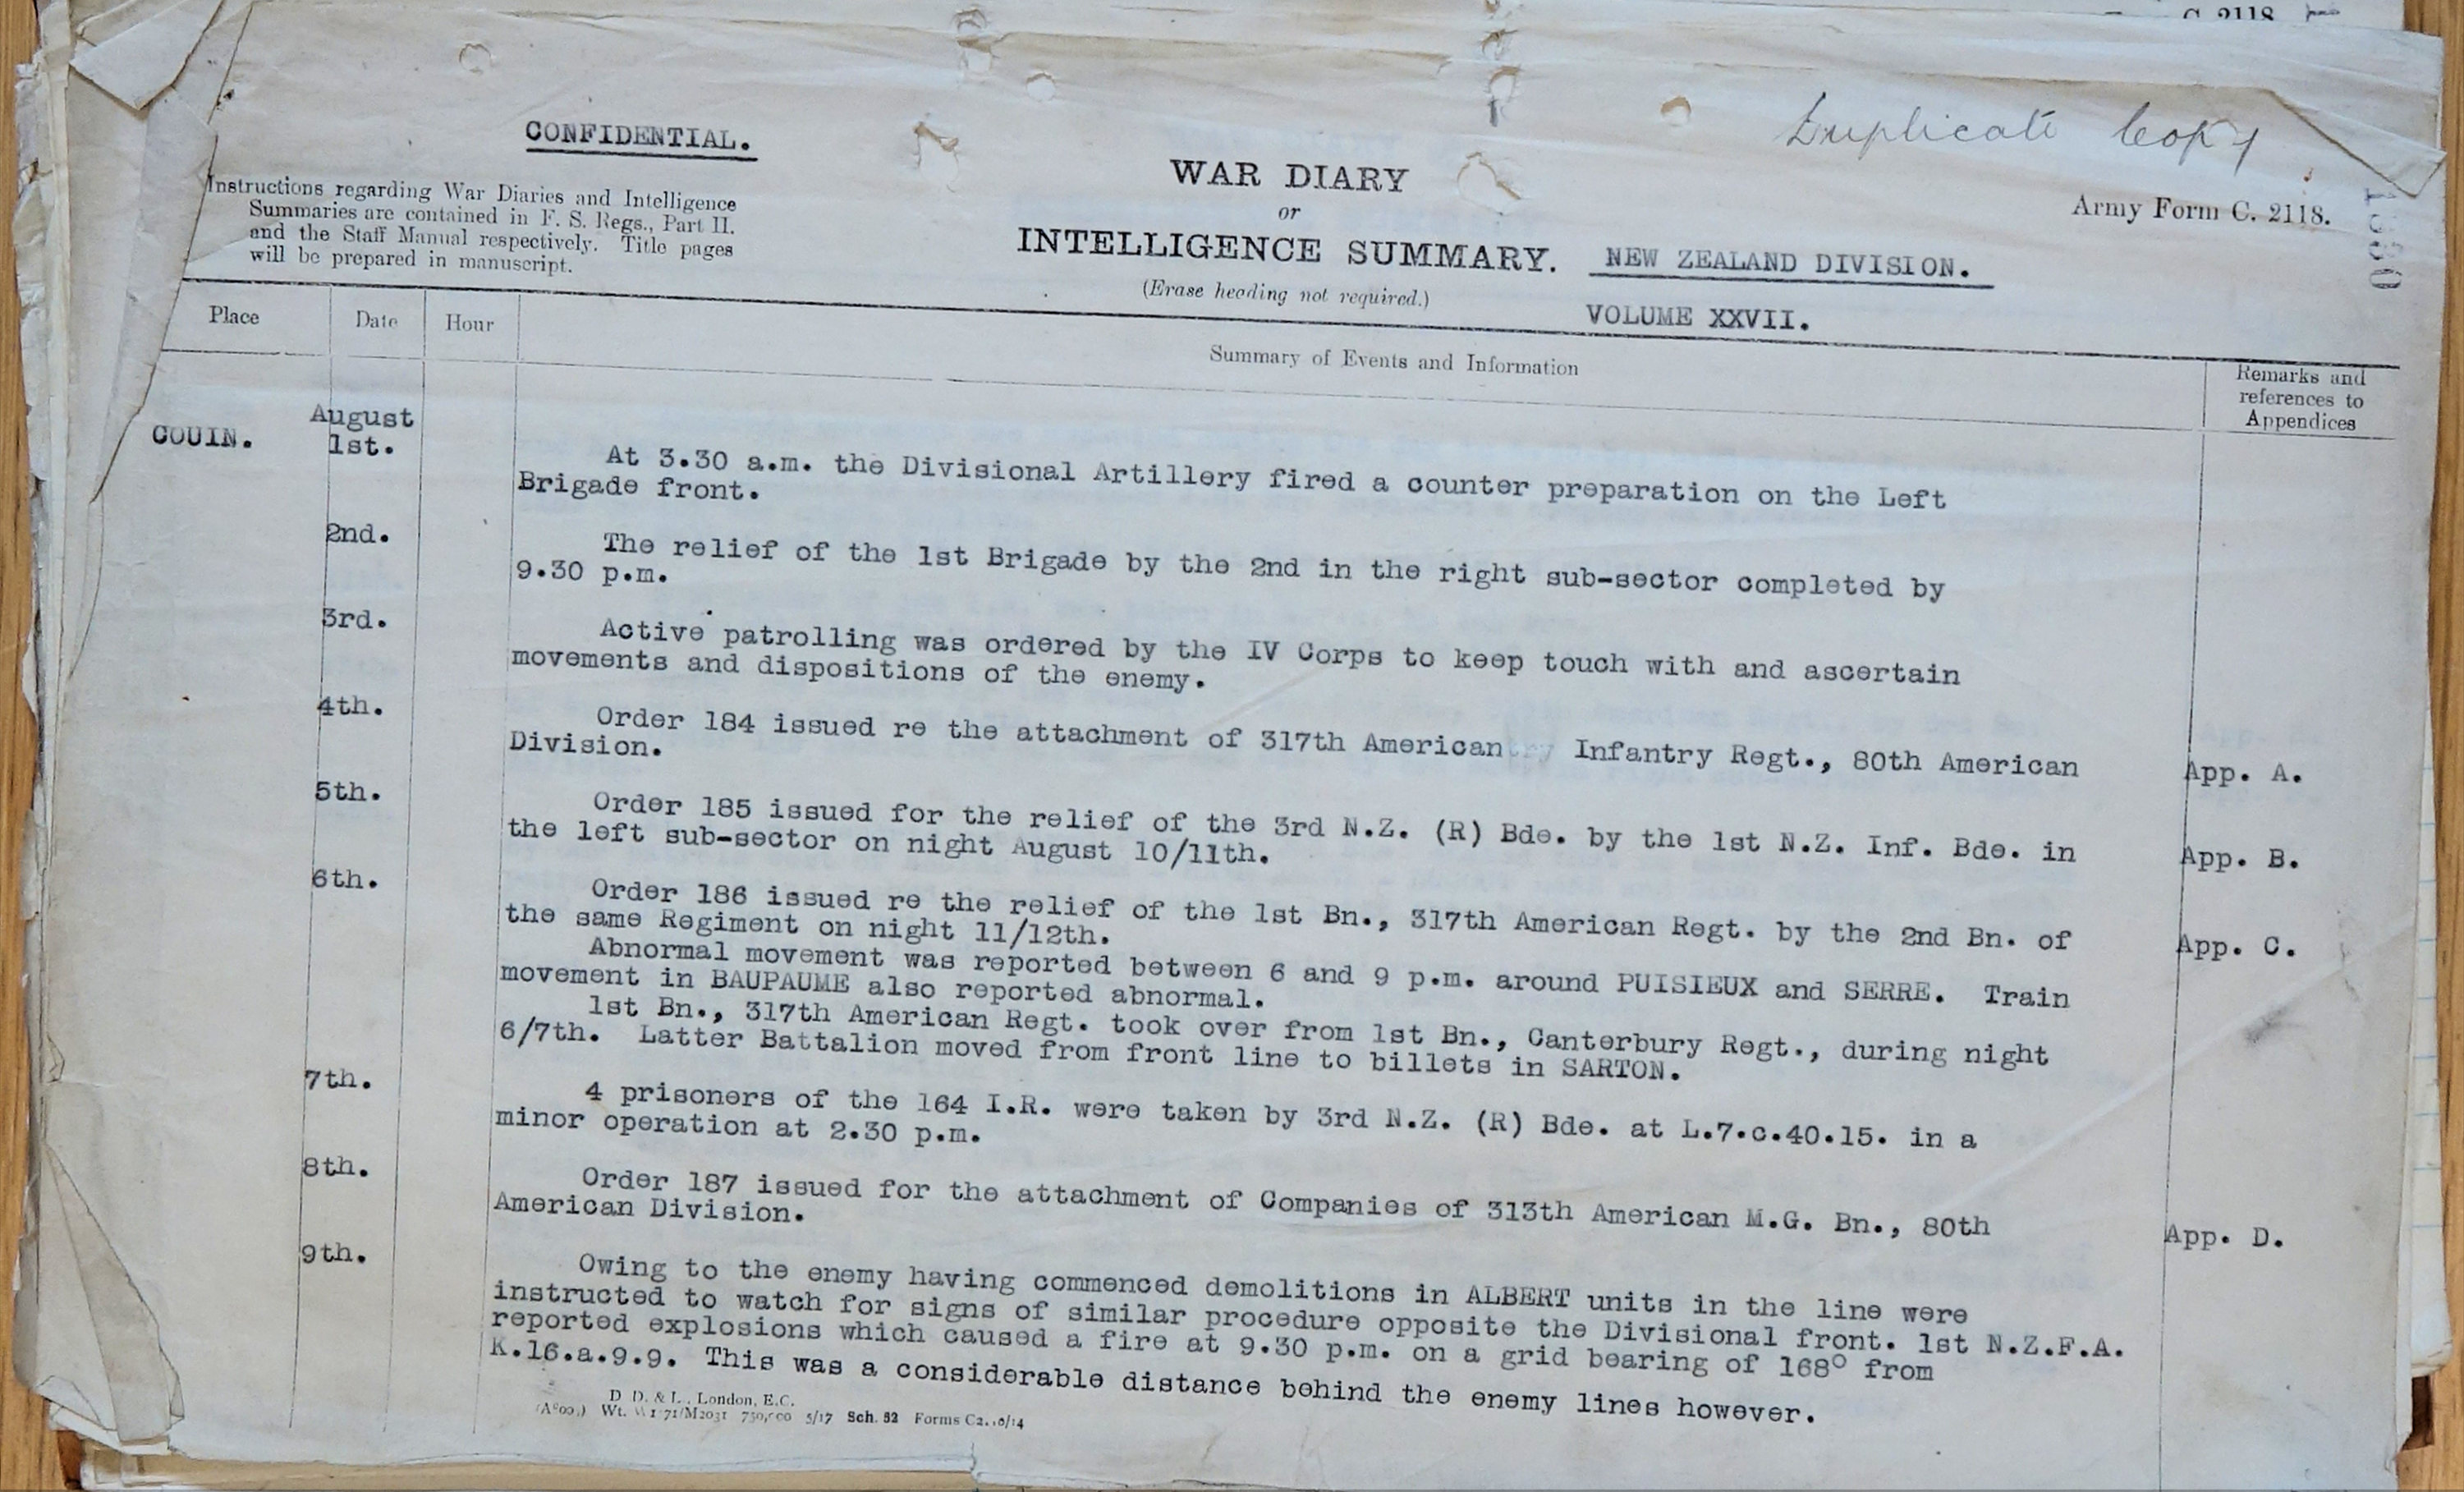 C. 2118
Duplicate Copy
CONFIDENTIAL.
Instructions regarding War Diaries and Intelligence
Summaries are contained in F. S. Regs., Part II.
and the Staff Manual respectively. Title pages
will be prepared in manuscript.
WAR DIARY
or
INTELLIGENCE SUMMARY.
(Erase heading not required.)
NEW ZEALAND DIVISION.
VOLUME XXVII.
Army Form C. 2118.
Place Date Hour Summary of Events and Information
Remarks and
references to
Appendices
COUIN. August
1st.
At 3.30 a.m. the Divisional Artillery fired a counter preparation on the Left
Brigade front.
2nd.
The relief of the 1st Brigade by the 2nd in the right sub-sector completed by
9.30 p.m.
3rd.
Active patrolling was ordered by the IV Corps to keep touch with and ascertain
movements and dispositions of the enemy.
4th.
Order 184 issued re the attachment of 317th American Infantry Regt., 80th American App. A.
Division.
5th.
Order 185 issued for the relief of the 3rd N.Z. (R) Bde. by the 1st N.Z. Inf. Bde. in App. B.
the left sub-sector on night August 10/11th.
6th.
Order 186 issued re the relief of the 1st Bn., 317th American Regt. by the 2nd Bn. of App. C.
the same Regiment on night 11/12th.
Abnormal movement was reported between 6 and 9 p.m. around PUISIEUX and SERRE. Train
movement in BAUPAUME also reported abnormal.
1st Bn., 317th American Regt. took over from 1st Bn., Canterbury Regt., during night
6/7th. Latter Battalion moved from front line to billets in SARTON.
7th.
4 prisoners of the 164 I.R. were taken by 3rd N.Z. (R) Bde. at L.7.c.40.15. in a
minor operation at 2.30 p.m.
8th.
Order 187 issued for the attachment of Companies of 313th American M.G. Bn., 80th App. D.
American Division.
9th.
Owing to the enemy having commenced demolitions in ALBERT units in the line were
instructed to watch for signs of similar procedure opposite the Divisional front. 1st N.Z.F.A.
reported explosions which caused a fire at 9.30 p.m. on a grid bearing of 168° from
K.16.a.9.9. This was a considerable distance behind the enemy lines however.
D. D. & L., London, E.C.
Wt. 5/17 Sch. 52 Forms